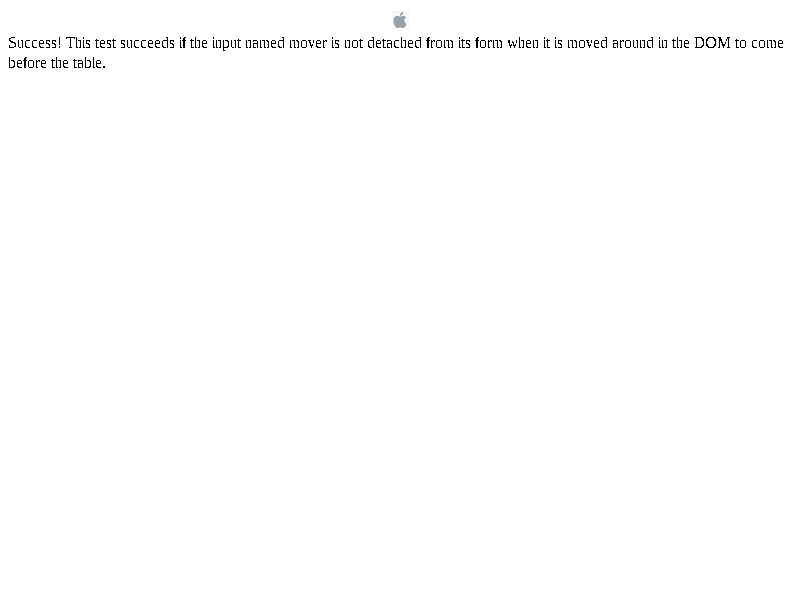 Success! This test succeeds if the input named mover is not detached from its form when it is moved around in the DOM to come
before the table.